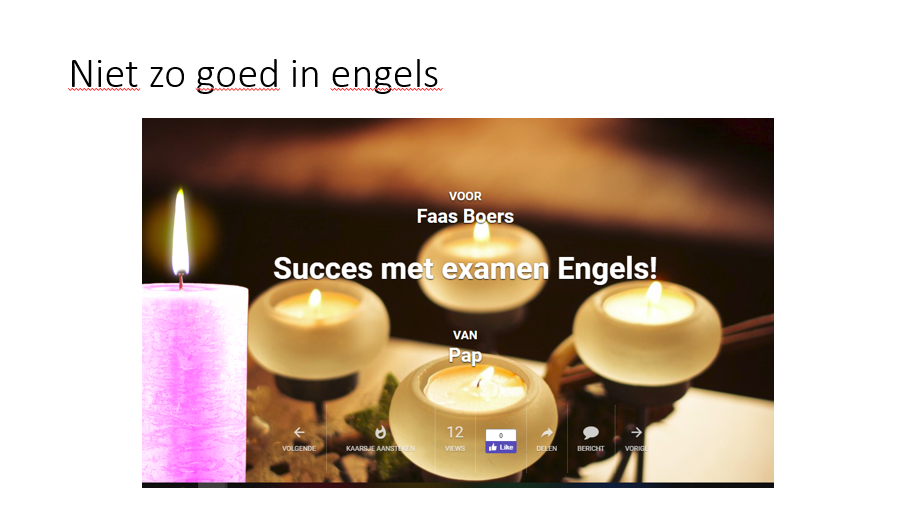 Niet zo goed in engels
VOOR
Faas Boers
Succes met examen Engels!
VAN
Pap
12
0
Like
VOLGENDE
KAARSJE AANSTEKEN
VIEWS
DELEN
BERICHT
VORIG